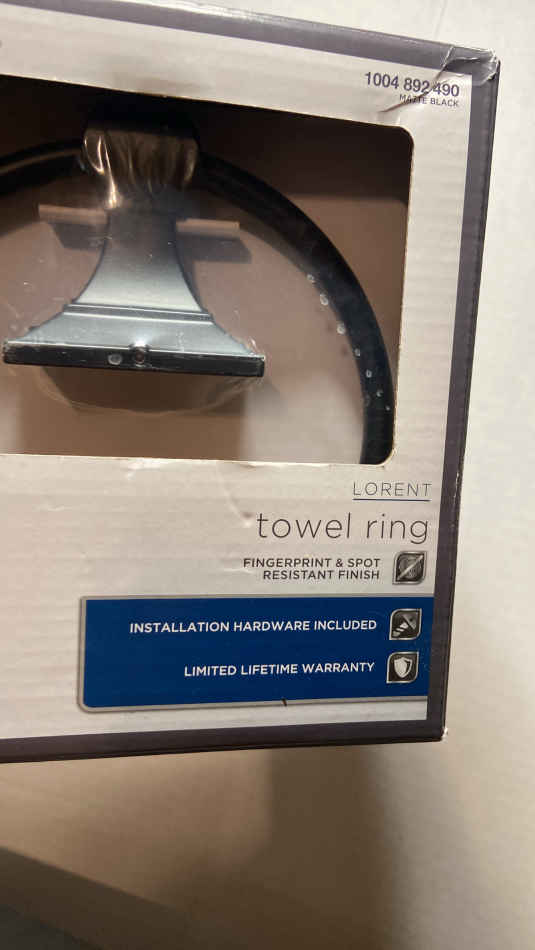 1004 892 490
MATTE BLACK
LORENT
towel ring
FINGERPRINT & SPOT
RESISTANT FINISH
INSTALLATION HARDWARE INCLUDED
LIMITED LIFETIME WARRANTY